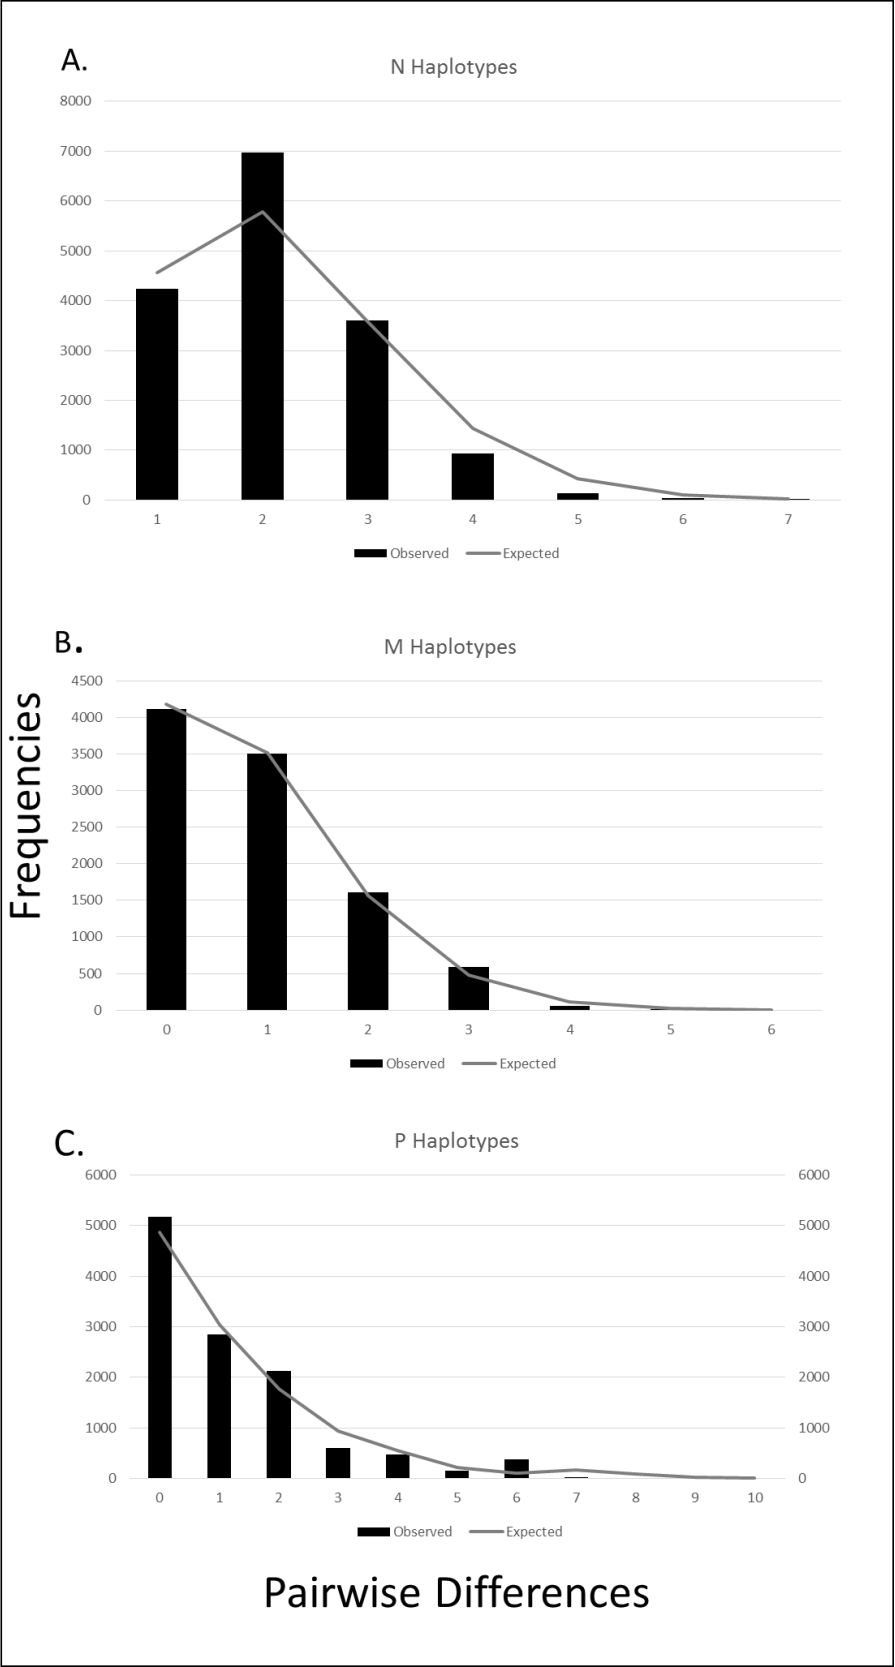 A.
N Haplotypes
8000
7000
6000
5000
4000
3000
2000
1000
0
1 2 3 4 5 6 7
Observed Expected
B.
M Haplotypes
Frequencies
4500
4000
3500
3000
2500
2000
1500
1000
500
0
0 1 2 3 4 5 6
Observed Expected
C.
P Haplotypes
6000 6000
5000 5000
4000 4000
3000 3000
2000 2000
1000 1000
0 0
0 1 2 3 4 5 6 7 8 9 10
Observed Expected
Pairwise Differences